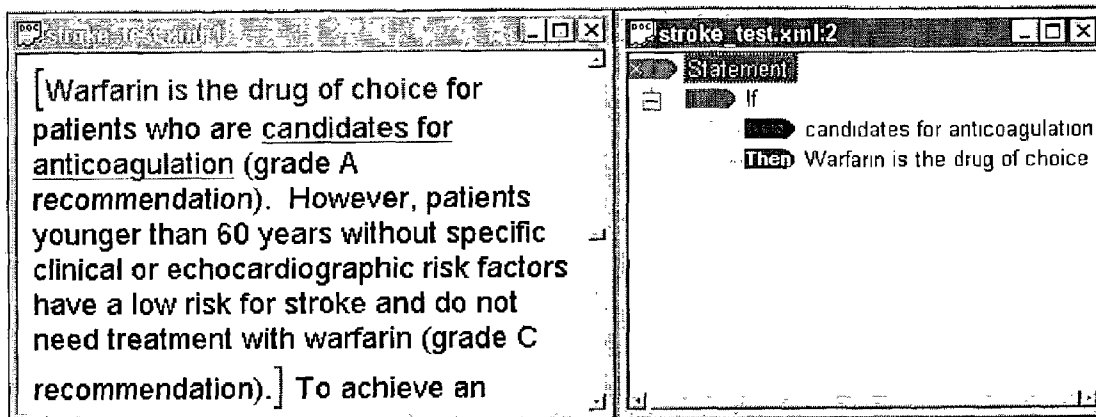 stroke_test.xml:1
[Warfarin is the drug of choice for
patients who are candidates for
anticoagulation (grade A
recommendation).  However, patients
younger than 60 years without specific
clinical or echocardiographic risk factors
have a low risk for stroke and do not
need treatment with warfarin (grade C
recommendation).] To achieve an
stroke_test.xml:2
Statement
If
candidates for anticoagulation
Then Warfarin is the drug of choice